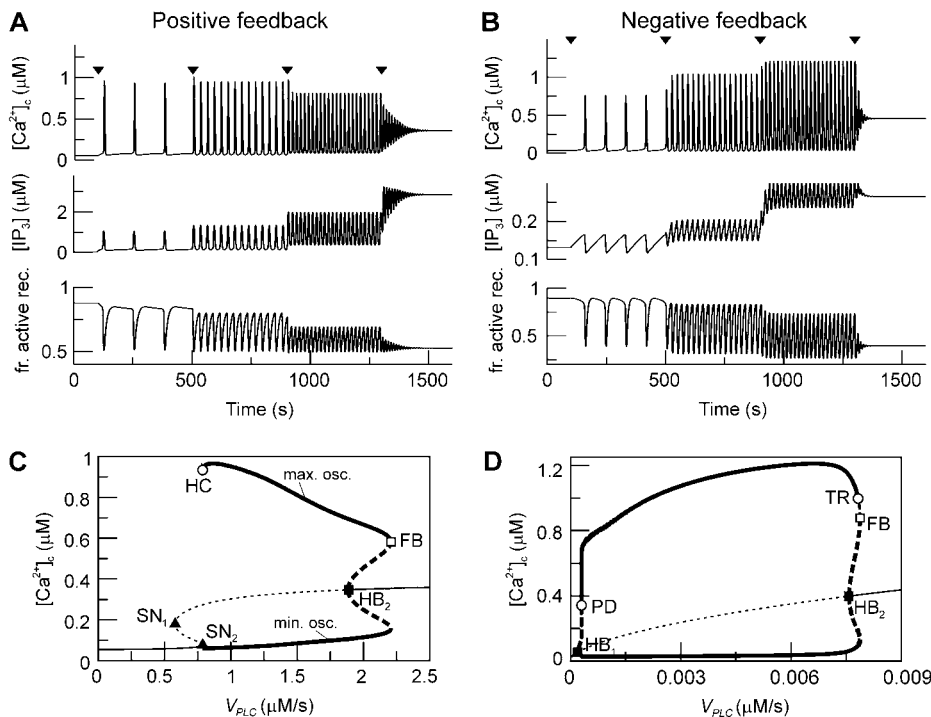 A Positive feedback
B Negative feedback
[Ca²⁺]c (μM)
1
0.5
0
[IP₃] (μM)
2
0
fr. active rec.
1
0.5
0 500 1000 1500
Time (s)
[Ca²⁺]c (μM)
1
0.5
0
[IP₃] (μM)
0.2
0.1
fr. active rec.
1
0.5
0 500 1000 1500
Time (s)
C
[Ca²⁺]c (μM)
1
0.8
0.6
0.4
0.2
0
HC
max. osc.
FB
HB₂
SN₁
SN₂
min. osc.
0 0.5 1 1.5 2 2.5
V_PLC (μM/s)
D
[Ca²⁺]c (μM)
1.2
0.8
0.4
0
TR
FB
PD
HB₂
HB₁
0 0.003 0.006 0.009
V_PLC (μM/s)